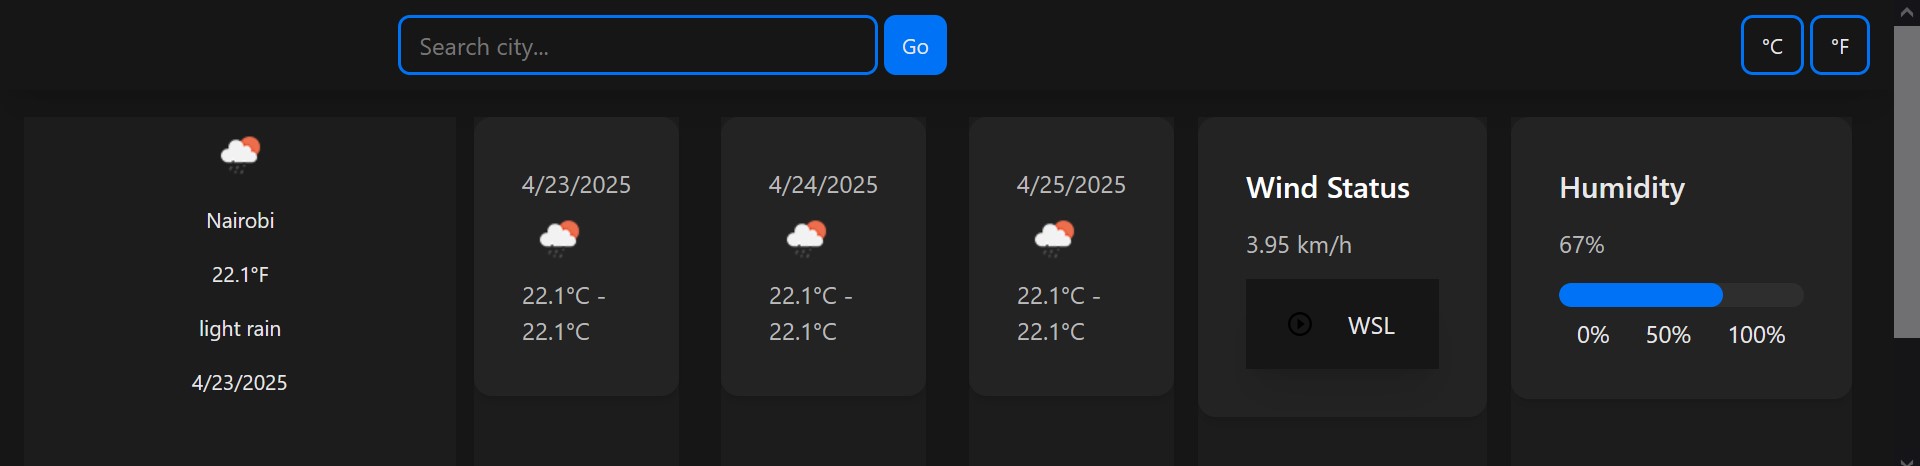 Search city...
Go
°C
°F
Nairobi
22.1°F
light rain
4/23/2025
4/23/2025
22.1°C -
22.1°C
4/24/2025
22.1°C -
22.1°C
4/25/2025
22.1°C -
22.1°C
Wind Status
3.95 km/h
WSL
Humidity
67%
0% 50% 100%